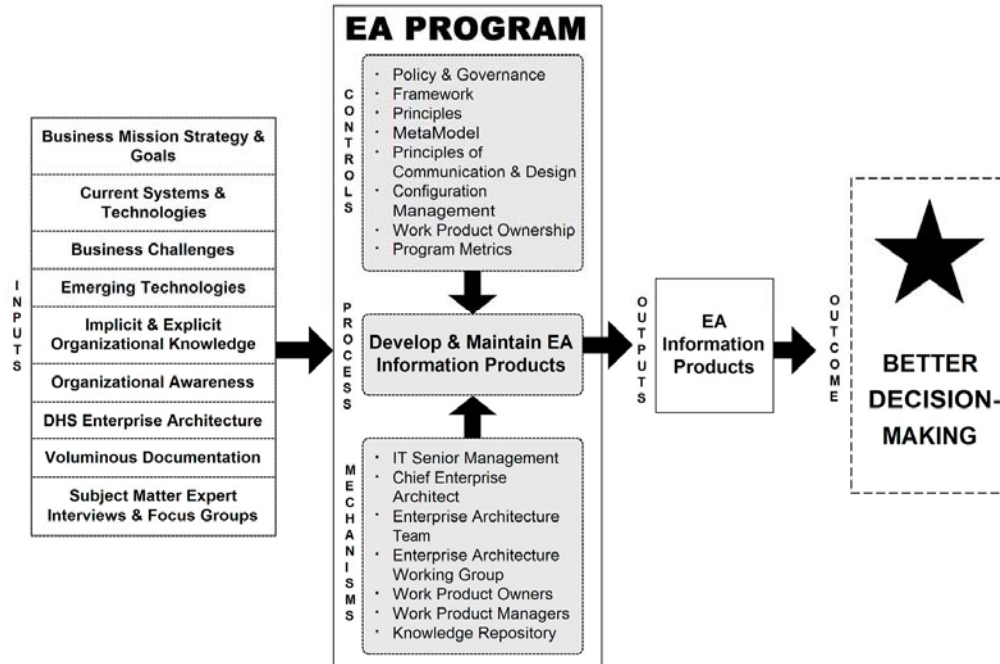 INPUTS
Business Mission Strategy &
Goals
Current Systems &
Technologies
Business Challenges
Emerging Technologies
Implicit & Explicit
Organizational Knowledge
Organizational Awareness
DHS Enterprise Architecture
Voluminous Documentation
Subject Matter Expert
Interviews & Focus Groups
EA PROGRAM
CONTROLS
· Policy & Governance
· Framework
· Principles
· MetaModel
· Principles of
Communication & Design
· Configuration
Management
· Work Product Ownership
· Program Metrics
PROCESS
Develop & Maintain EA
Information Products
MECHANISMS
· IT Senior Management
· Chief Enterprise
Architect
· Enterprise Architecture
Team
· Enterprise Architecture
Working Group
· Work Product Owners
· Work Product Managers
· Knowledge Repository
OUTPUTS
EA
Information
Products
OUTCOME
BETTER
DECISION-
MAKING